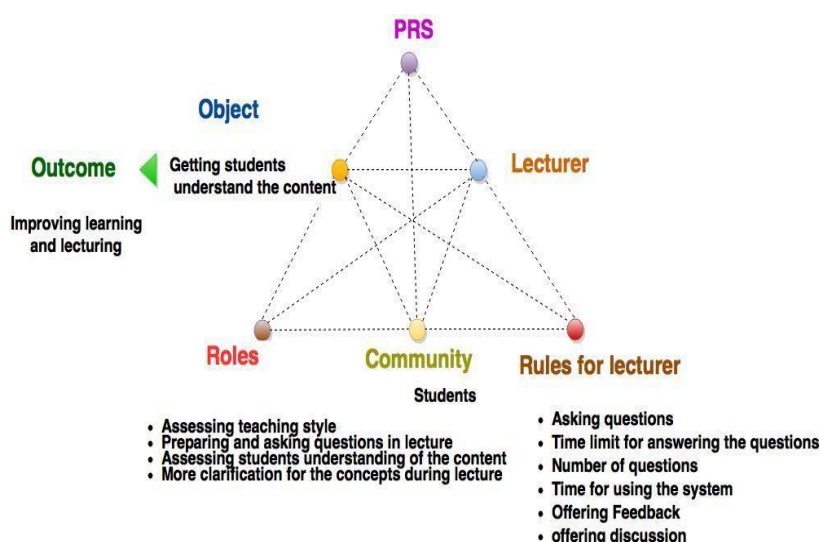 PRS
Object
Outcome
Getting students
understand the content
Lecturer
Improving learning
and lecturing
Roles
Community
Rules for lecturer
Students
• Assessing teaching style
• Preparing and asking questions in lecture
• Assessing students understanding of the content
• More clarification for the concepts during lecture
• Asking questions
• Time limit for answering the questions
• Number of questions
• Time for using the system
• Offering Feedback
• offering discussion